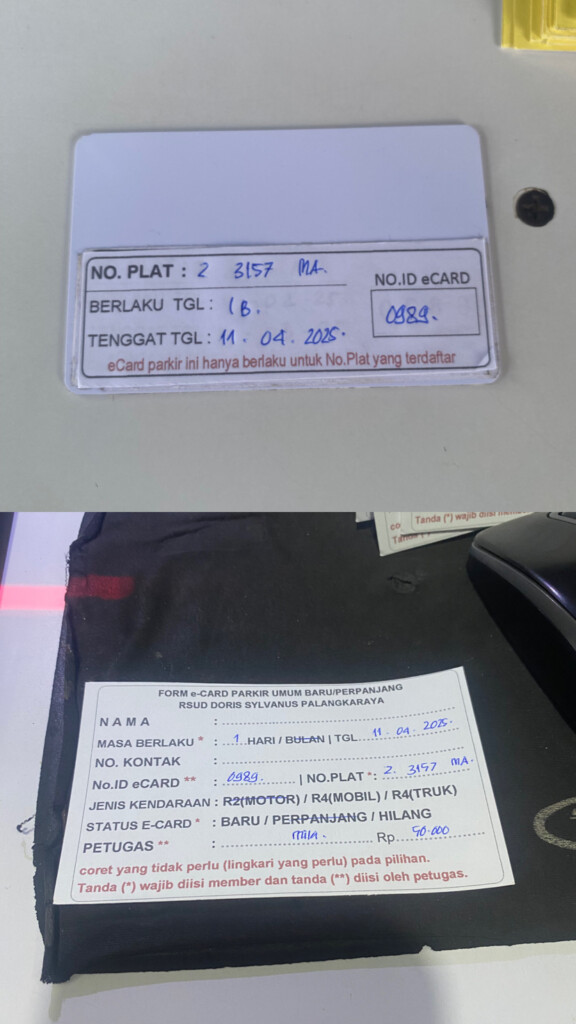 NO. PLAT : 2 3157 MA.
NO.ID eCARD
BERLAKU TGL : 1 B.
0989.
TENGGAT TGL : 11. 04. 2025.
eCard parkir ini hanya berlaku untuk No.Plat yang terdaftar
Tanda (*) wajib diisi
FORM e-CARD PARKIR UMUM BARU/PERPANJANG
RSUD DORIS SYLVANUS PALANGKARAYA
NAMA :
MASA BERLAKU * : 1 HARI / BULAN | TGL. 11. 04. 2025.
NO. KONTAK :
No.ID eCARD ** : 0989. | NO.PLAT *: 2. 3157 MA.
JENIS KENDARAAN : R2(MOTOR) / R4(MOBIL) / R4(TRUK)
STATUS E-CARD * : BARU / PERPANJANG / HILANG
PETUGAS ** : MILA. Rp. 90.000
coret yang tidak perlu (lingkari yang perlu) pada pilihan.
Tanda (*) wajib diisi member dan tanda (**) diisi oleh petugas.